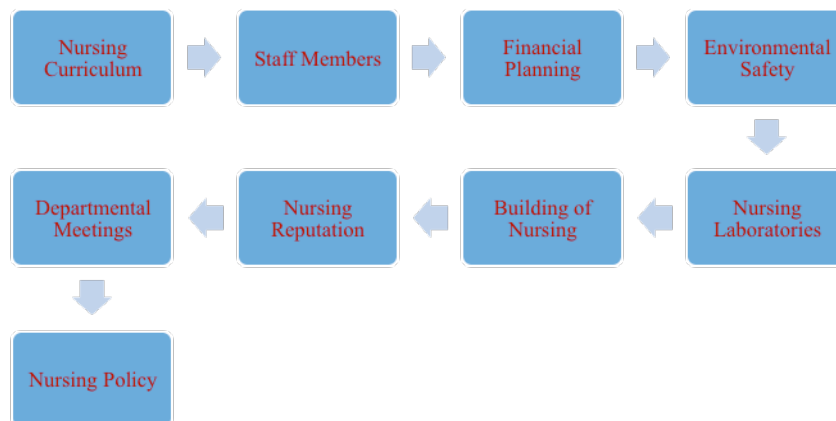 Nursing
Curriculum
Staff Members
Financial
Planning
Environmental
Safety
Nursing
Laboratories
Building of
Nursing
Nursing
Reputation
Departmental
Meetings
Nursing Policy